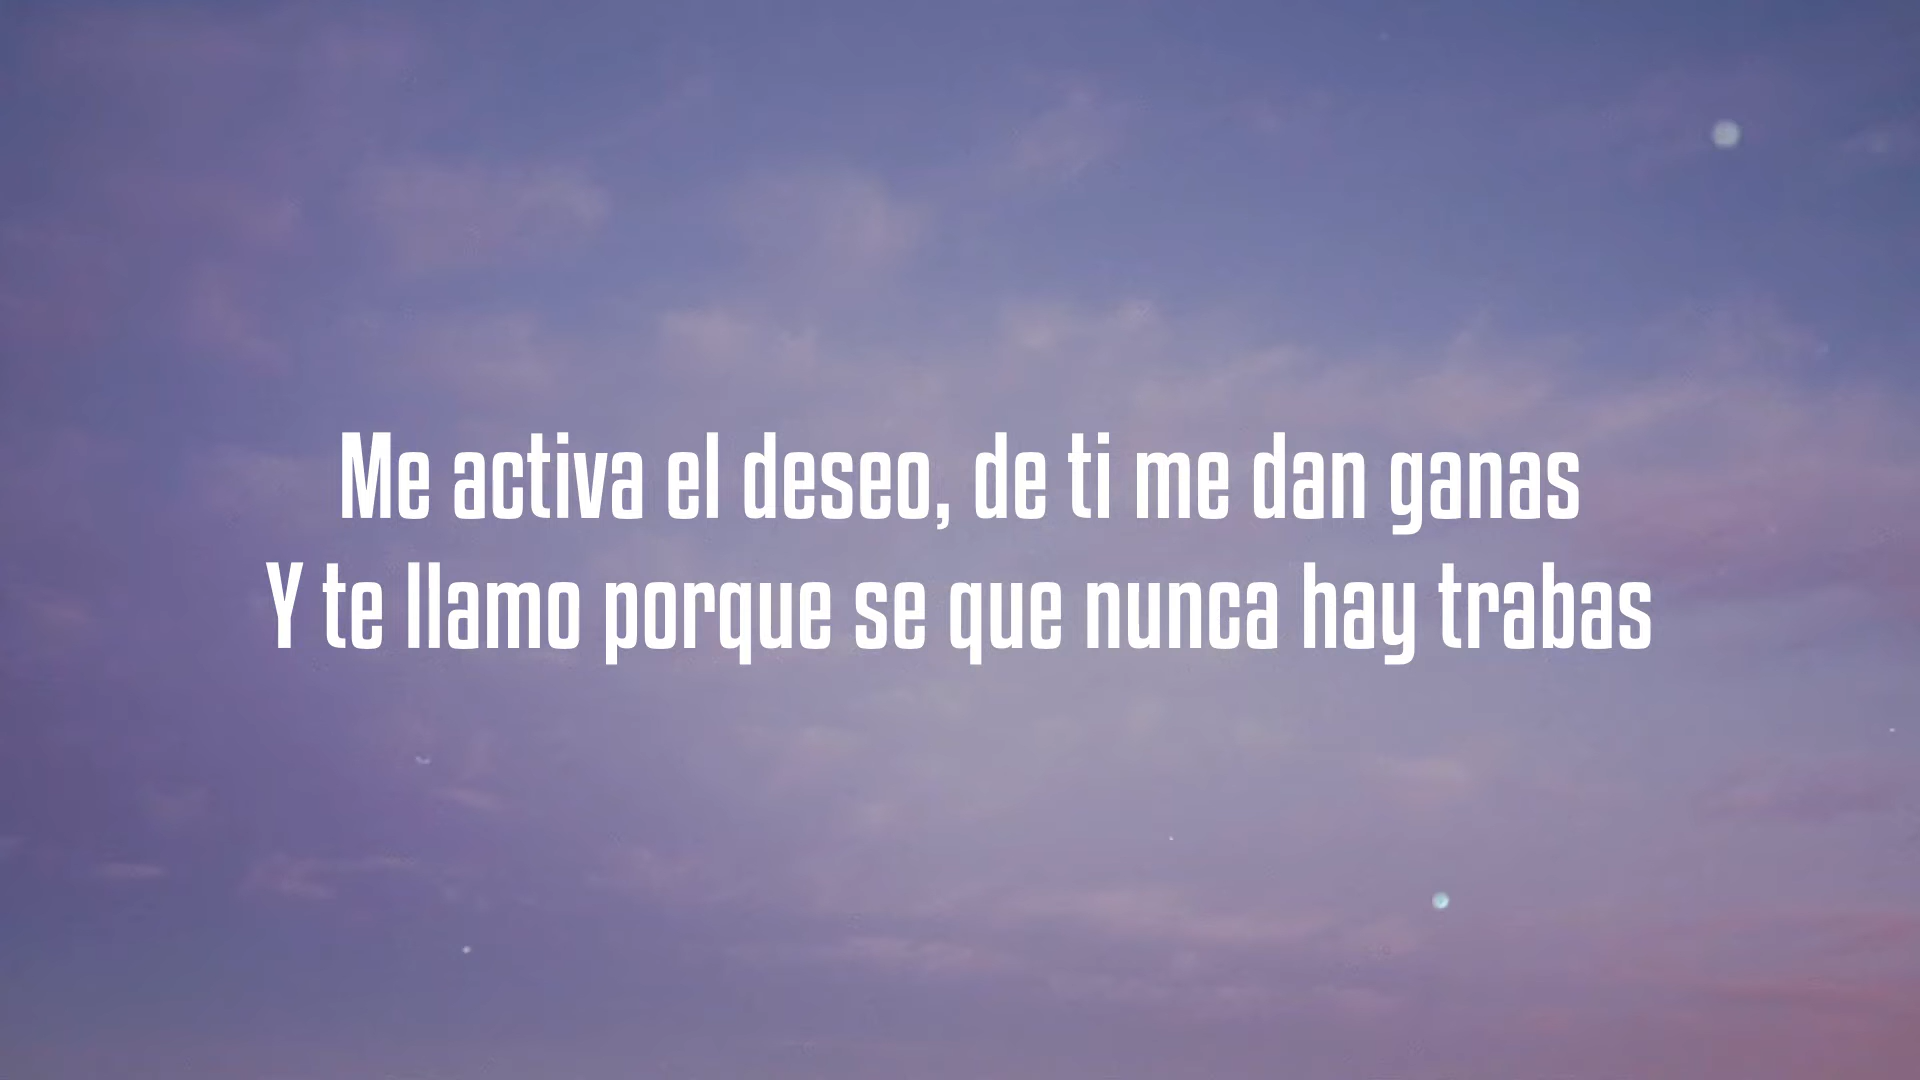 Me activa el deseo, de ti me dan ganas
Y te llamo porque se que nunca hay trabas